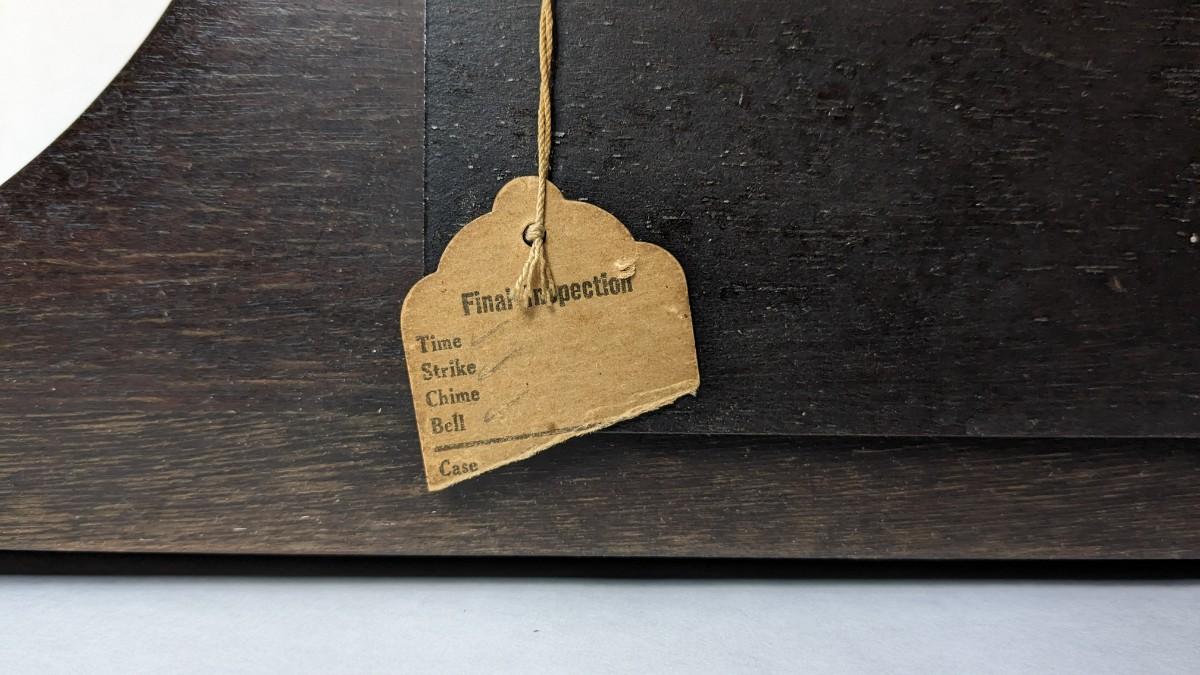 Final Inspection
Time
Strike
Chime
Bell
Case